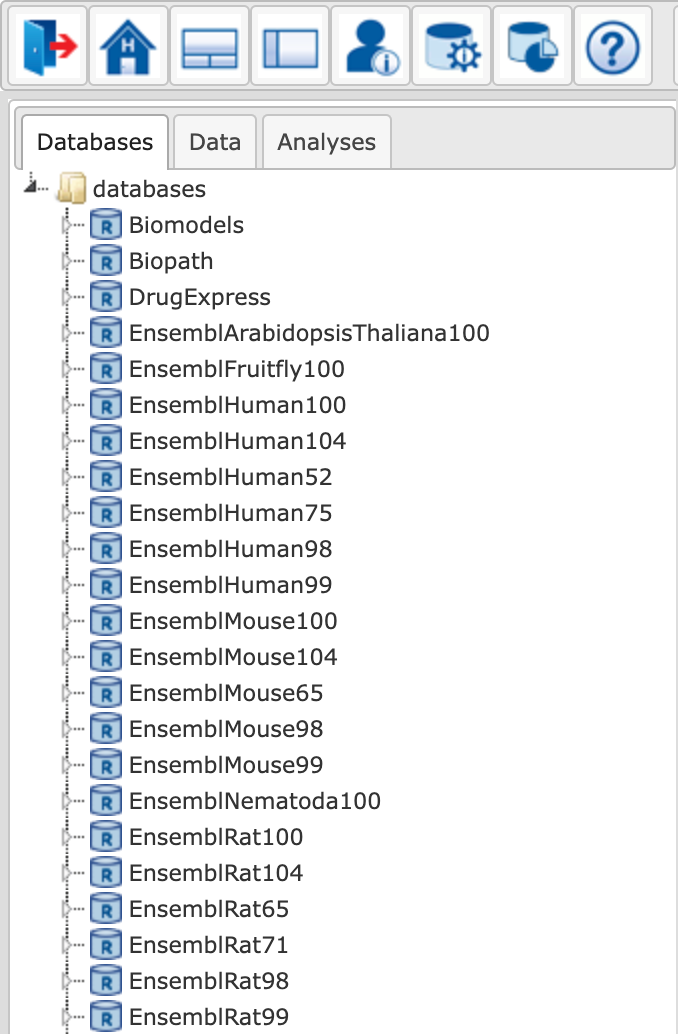 Databases Data Analyses
databases
Biomodels
Biopath
DrugExpress
EnsemblArabidopsisThaliana100
EnsemblFruitfly100
EnsemblHuman100
EnsemblHuman104
EnsemblHuman52
EnsemblHuman75
EnsemblHuman98
EnsemblHuman99
EnsemblMouse100
EnsemblMouse104
EnsemblMouse65
EnsemblMouse98
EnsemblMouse99
EnsemblNematoda100
EnsemblRat100
EnsemblRat104
EnsemblRat65
EnsemblRat71
EnsemblRat98
EnsemblRat99